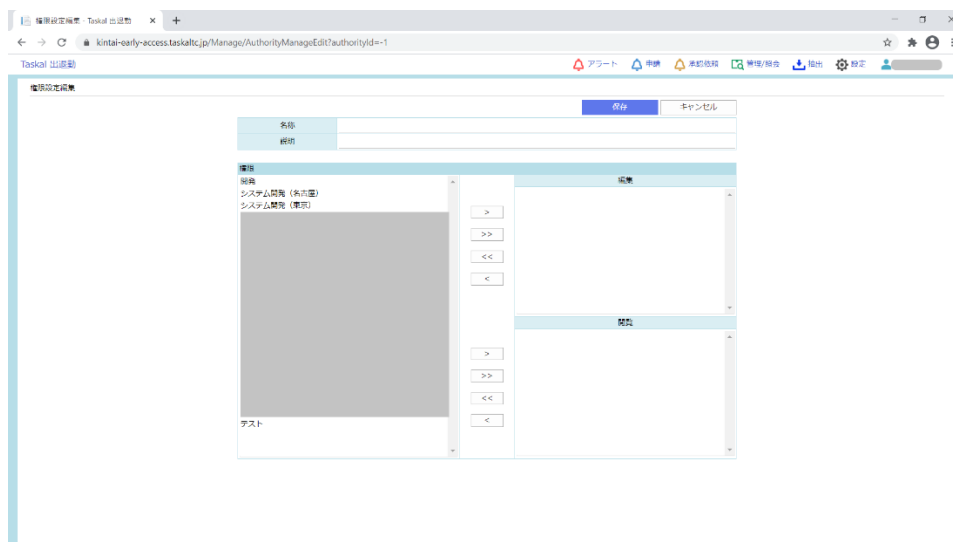 権限設定編集 - Taskal 出退勤
kintai-early-access.taskaltc.jp/Manage/AuthorityManageEdit?authorityId=-1
Taskal 出退勤
アラート 申請 承認依頼 管理/照会 抽出 設定
権限設定編集
保存 キャンセル
名称
説明
権限
開発
システム開発（名古屋）
システム開発（東京）
テスト
>
>>
<<
<
>
>>
<<
<
編集
閲覧